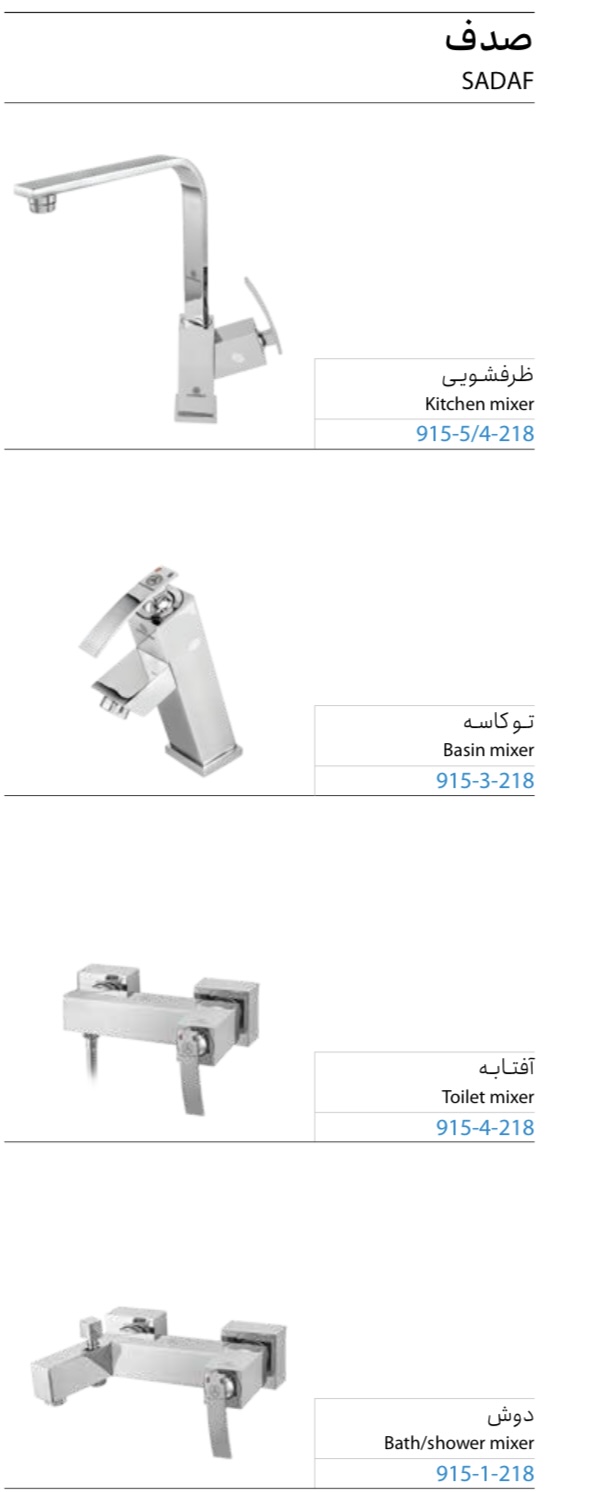 صدف
SADAF
ظرفشویی
Kitchen mixer
915-5/4-218
توکاسه
Basin mixer
915-3-218
آفتابه
Toilet mixer
915-4-218
دوش
Bath/shower mixer
915-1-218